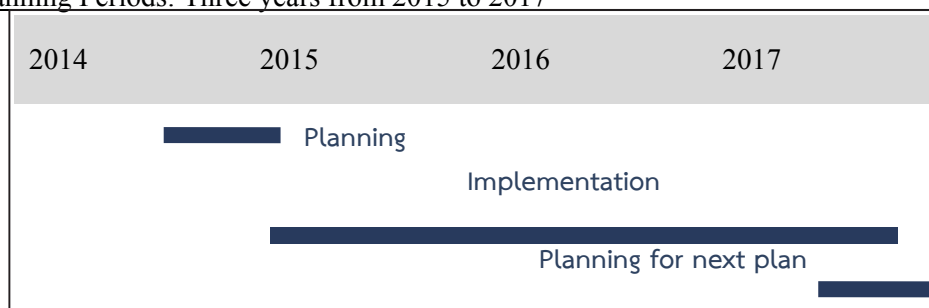 anning Periods: Three years from 2015 to 2017
2014 2015 2016 2017
Planning
Implementation
Planning for next plan